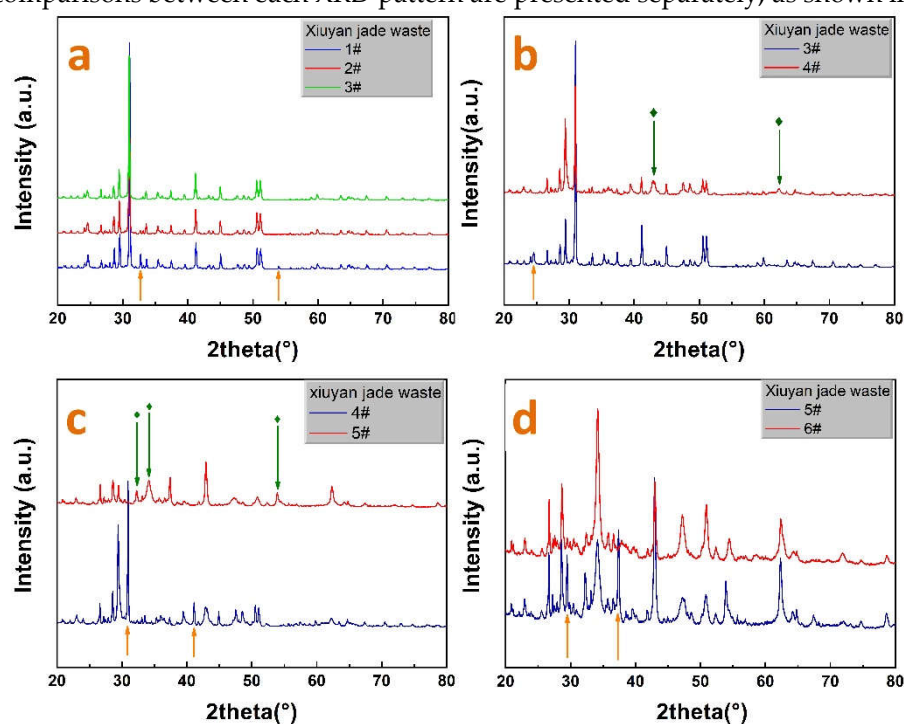 comparisons between each XRD pattern are presented separately, as shown in
a
Xiuyan jade waste
1#
2#
3#
Intensity (a.u.)
20 30 40 50 60 70 80
2theta(°)
b
Xiuyan jade waste
3#
4#
Intensity(a.u.)
20 30 40 50 60 70 80
2theta(°)
c
xiuyan jade waste
4#
5#
Intensity (a.u.)
20 30 40 50 60 70 80
2theta(°)
d
Xiuyan jade waste
5#
6#
Intensity (a.u.)
20 30 40 50 60 70 80
2theta(°)